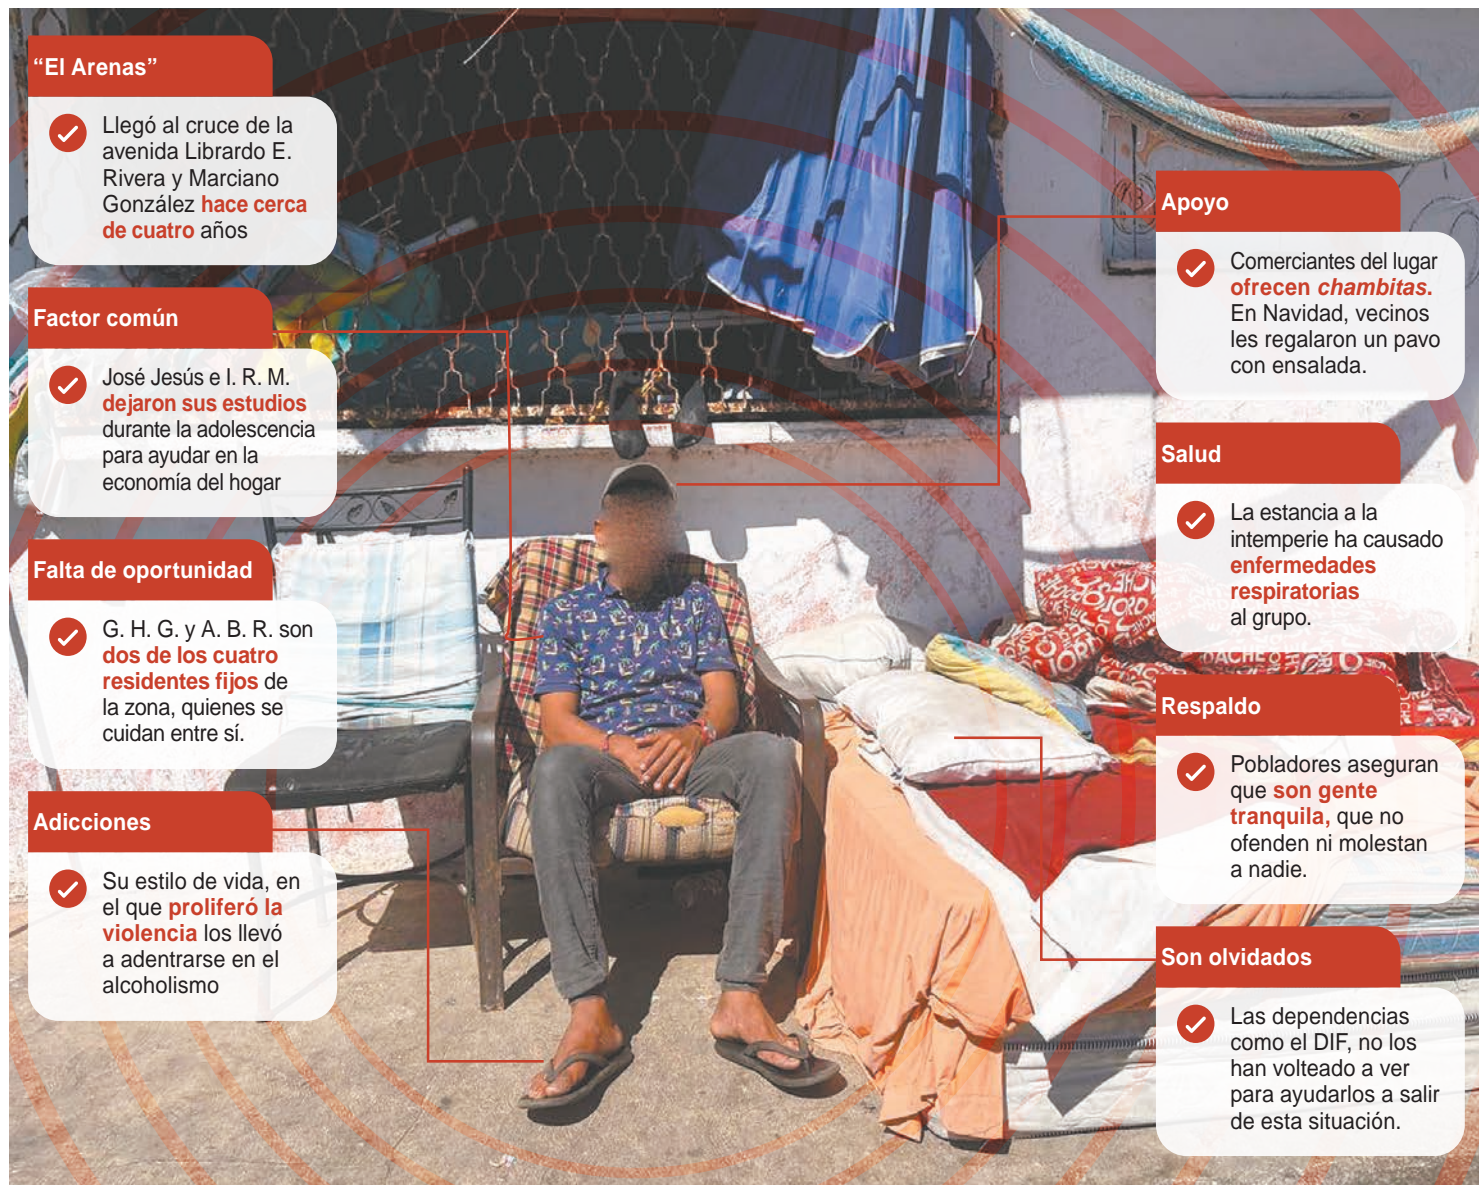 “El Arenas”
Llegó al cruce de la
avenida Librardo E.
Rivera y Marciano
González hace cerca
de cuatro años
Factor común
José Jesús e I. R. M.
dejaron sus estudios
durante la adolescencia
para ayudar en la
economía del hogar
Falta de oportunidad
G. H. G. y A. B. R. son
dos de los cuatro
residentes fijos de
la zona, quienes se
cuidan entre sí.
Adicciones
Su estilo de vida, en
el que proliferó la
violencia los llevó
a adentrarse en el
alcoholismo
Apoyo
Comerciantes del lugar
ofrecen chambitas.
En Navidad, vecinos
les regalaron un pavo
con ensalada.
Salud
La estancia a la
intemperie ha causado
enfermedades
respiratorias
al grupo.
Respaldo
Pobladores aseguran
que son gente
tranquila, que no
ofenden ni molestan
a nadie.
Son olvidados
Las dependencias
como el DIF, no los
han volteado a ver
para ayudarlos a salir
de esta situación.